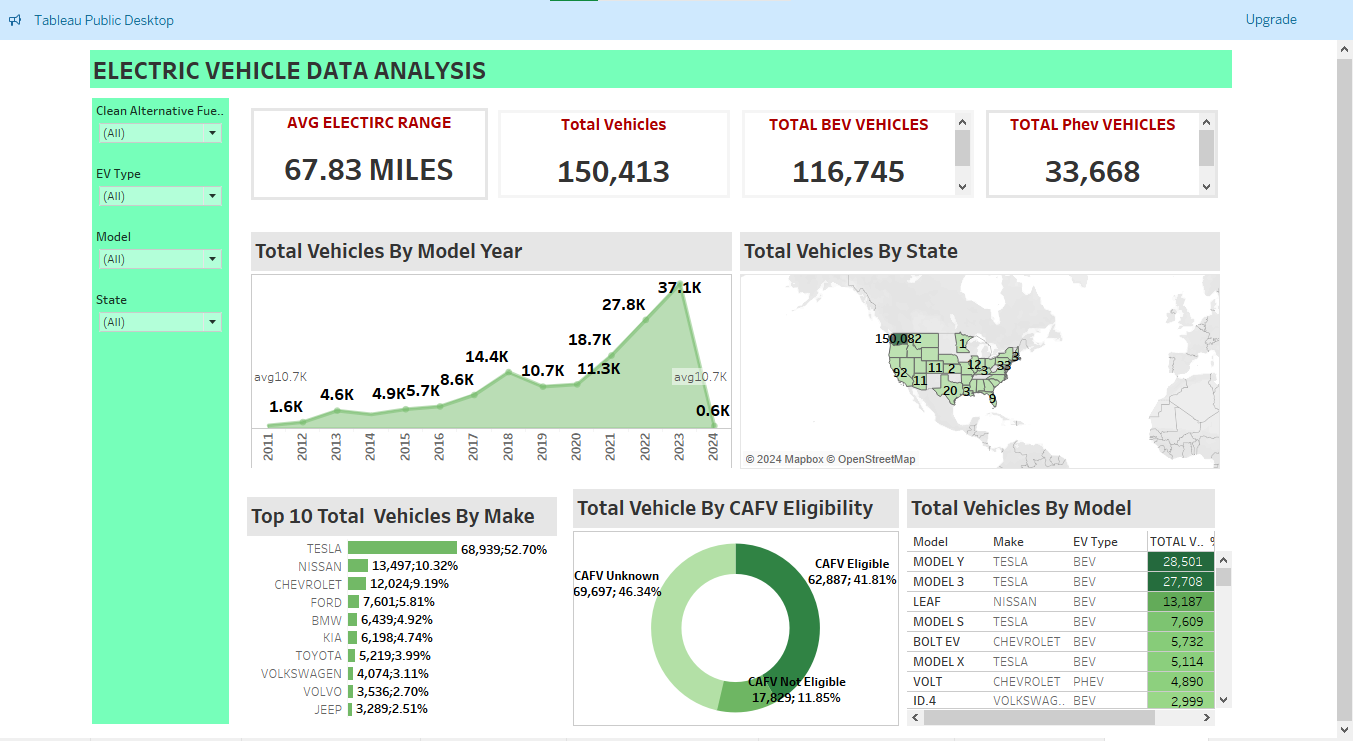 Tableau Public Desktop
Upgrade
ELECTRIC VEHICLE DATA ANALYSIS
Clean Alternative Fue..
(All)
EV Type
(All)
Model
(All)
State
(All)
AVG ELECTIRC RANGE
67.83 MILES
Total Vehicles
150,413
TOTAL BEV VEHICLES
116,745
TOTAL Phev VEHICLES
33,668
Total Vehicles By Model Year
37.1K
27.8K
18.7K
14.4K
10.7K
11.3K
8.6K
5.7K
4.9K
4.6K
1.6K
0.6K
avg10.7K
avg10.7K
2011
2012
2013
2014
2015
2016
2017
2018
2019
2020
2021
2022
2023
2024
Total Vehicles By State
150,082
1
3
92
11
2
12
3
33
11
20
3
9
© 2024 Mapbox © OpenStreetMap
Top 10 Total Vehicles By Make
TESLA 68,939;52.70%
NISSAN 13,497;10.32%
CHEVROLET 12,024;9.19%
FORD 7,601;5.81%
BMW 6,439;4.92%
KIA 6,198;4.74%
TOYOTA 5,219;3.99%
VOLKSWAGEN 4,074;3.11%
VOLVO 3,536;2.70%
JEEP 3,289;2.51%
Total Vehicle By CAFV Eligibility
CAFV Eligible
62,887; 41.81%
CAFV Unknown
69,697; 46.34%
CAFV Not Eligible
17,829; 11.85%
Total Vehicles By Model
Model Make EV Type TOTAL V.. %
MODEL Y TESLA BEV 28,501
MODEL 3 TESLA BEV 27,708
LEAF NISSAN BEV 13,187
MODEL S TESLA BEV 7,609
BOLT EV CHEVROLET BEV 5,732
MODEL X TESLA BEV 5,114
VOLT CHEVROLET PHEV 4,890
ID.4 VOLKSWAG.. BEV 2,999